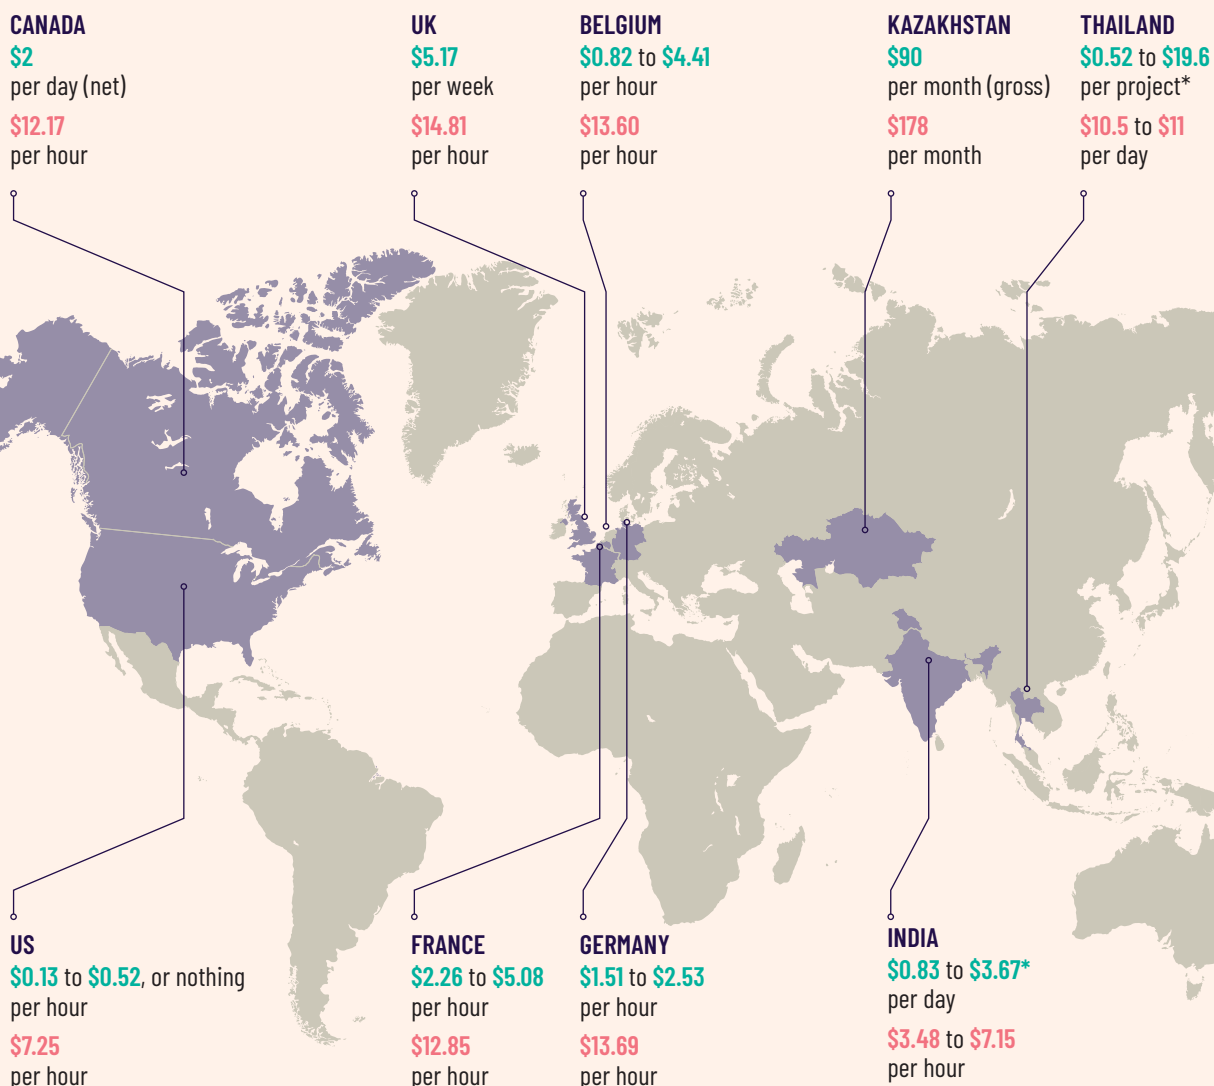 CANADA
$2
per day (net)
$12.17
per hour
UK
$5.17
per week
$14.81
per hour
BELGIUM
$0.82 to $4.41
per hour
$13.60
per hour
KAZAKHSTAN
$90
per month (gross)
$178
per month
THAILAND
$0.52 to $19.6
per project*
$10.5 to $11
per day
US
$0.13 to $0.52, or nothing
per hour
$7.25
per hour
FRANCE
$2.26 to $5.08
per hour
$12.85
per hour
GERMANY
$1.51 to $2.53
per hour
$13.69
per hour
INDIA
$0.83 to $3.67*
per day
$3.48 to $7.15
per hour